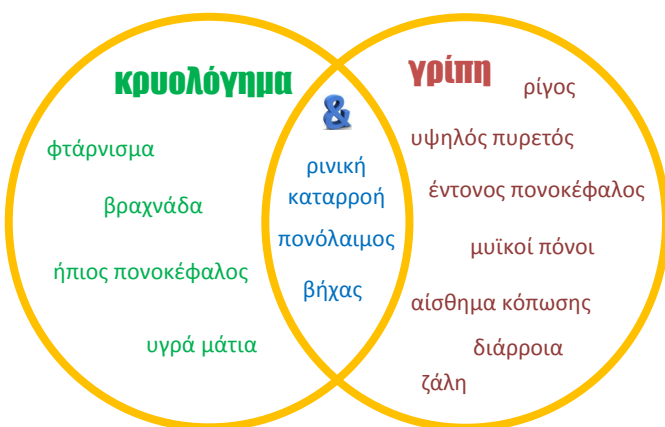 κρυολόγημα
φτάρνισμα
βραχνάδα
ήπιος πονοκέφαλος
υγρά μάτια
&
ρινική
καταρροή
πονόλαιμος
βήχας
γρίπη
ρίγος
υψηλός πυρετός
έντονος πονοκέφαλος
μυϊκοί πόνοι
αίσθημα κόπωσης
διάρροια
ζάλη